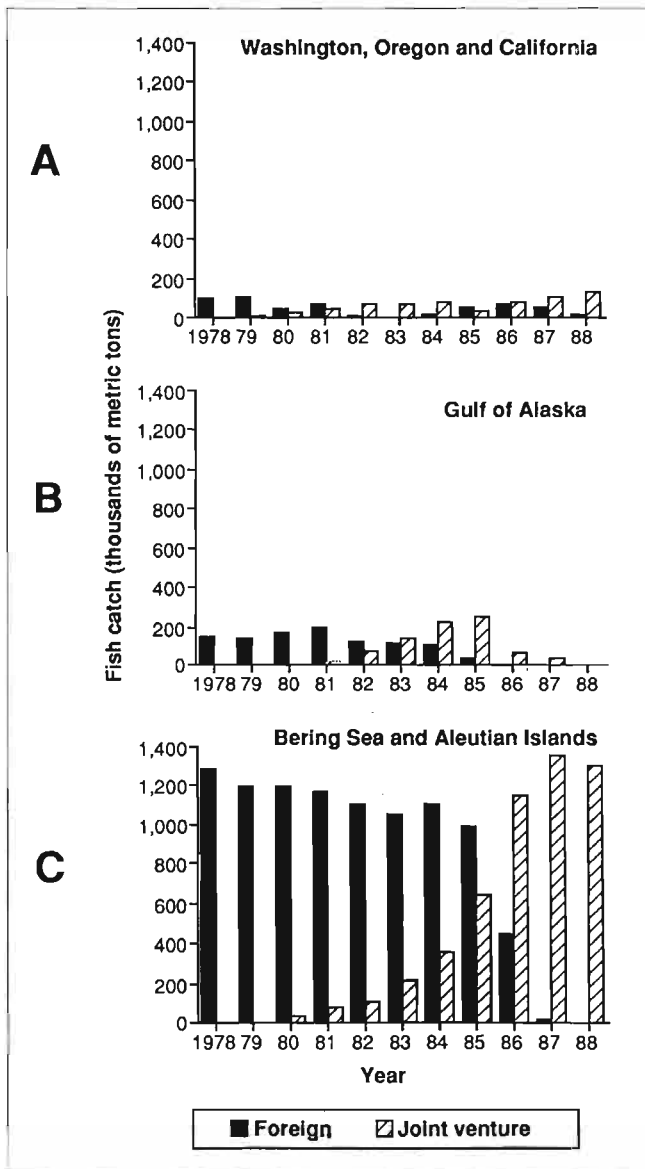 A
Washington, Oregon and California
1,400
1,200
1,000
800
600
400
200
0
1978 79 80 81 82 83 84 85 86 87 88
Fish catch (thousands of metric tons)
B
Gulf of Alaska
1,400
1,200
1,000
800
600
400
200
0
1978 79 80 81 82 83 84 85 86 87 88
C
Bering Sea and Aleutian Islands
1,400
1,200
1,000
800
600
400
200
0
1978 79 80 81 82 83 84 85 86 87 88
Year
Foreign Joint venture